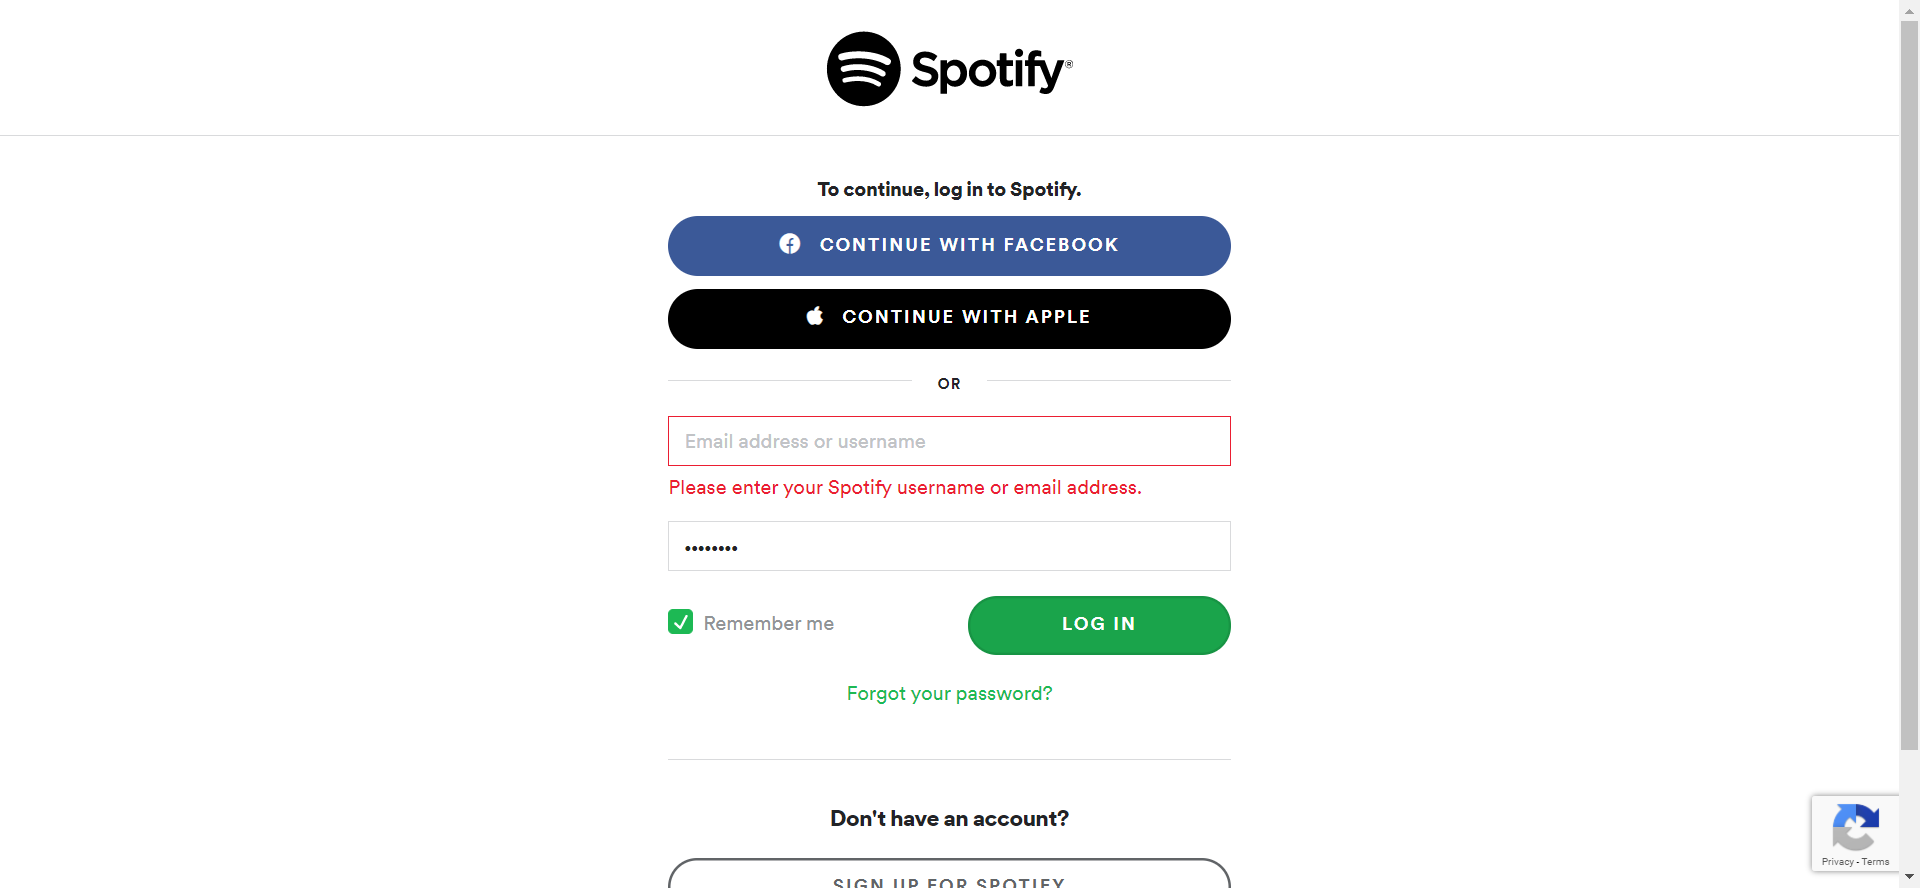 Spotify®
To continue, log in to Spotify.
CONTINUE WITH FACEBOOK
CONTINUE WITH APPLE
OR
Email address or username
Please enter your Spotify username or email address.
••••••••
Remember me
LOG IN
Forgot your password?
Don't have an account?
SIGN UP FOR SPOTIFY
Privacy - Terms